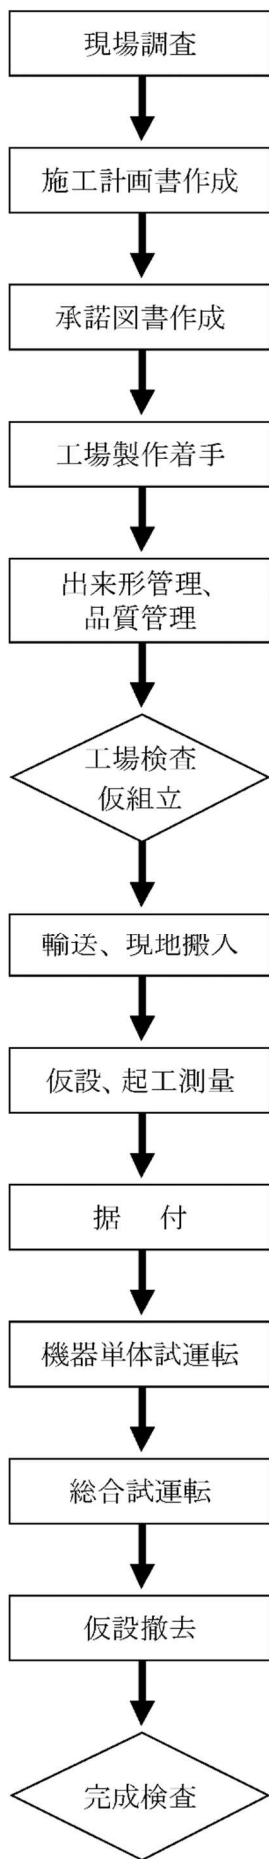 現場調査
施工計画書作成
承諾図書作成
工場製作着手
出来形管理、
品質管理
工場検査
仮組立
輸送、現地搬入
仮設、起工測量
据　付
機器単体試運転
総合試運転
仮設撤去
完成検査